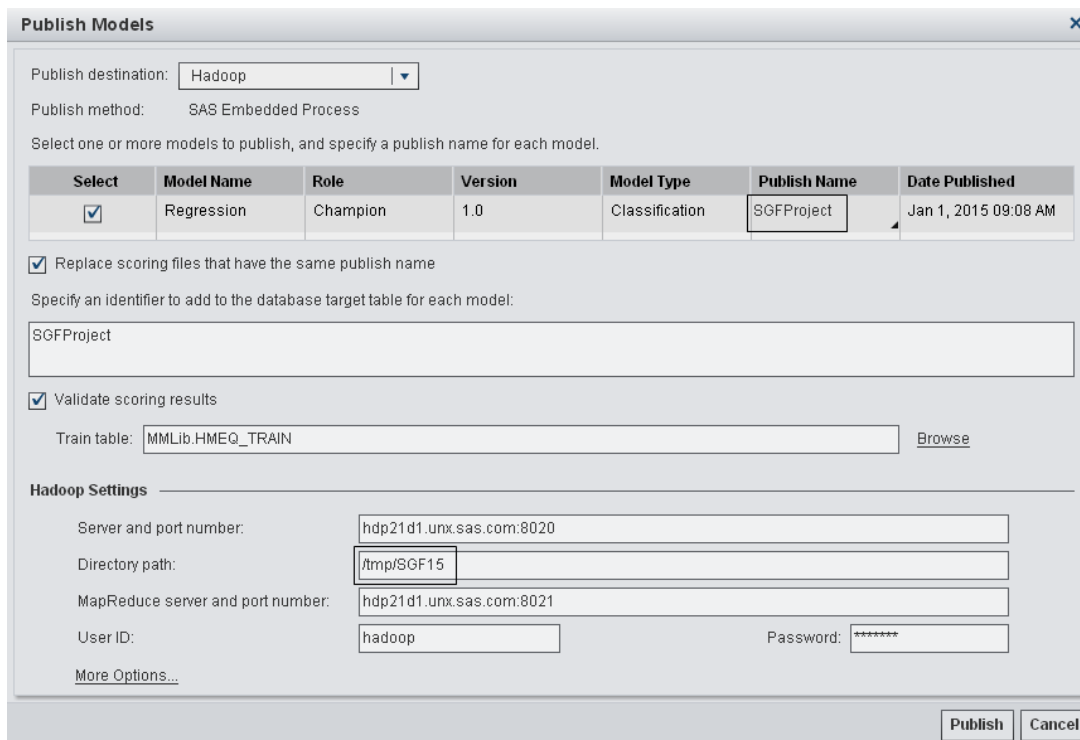 Publish Models
Publish destination: Hadoop
Publish method: SAS Embedded Process
Select one or more models to publish, and specify a publish name for each model.
Select Model Name Role Version Model Type Publish Name Date Published
Regression Champion 1.0 Classification SGFProject Jan 1, 2015 09:08 AM
Replace scoring files that have the same publish name
Specify an identifier to add to the database target table for each model:
SGFProject
Validate scoring results
Train table: MMLib.HMEQ_TRAIN Browse
Hadoop Settings
Server and port number: hdp21d1.unx.sas.com:8020
Directory path: /tmp/SGF15
MapReduce server and port number: hdp21d1.unx.sas.com:8021
User ID: hadoop Password: *******
More Options...
Publish Cancel